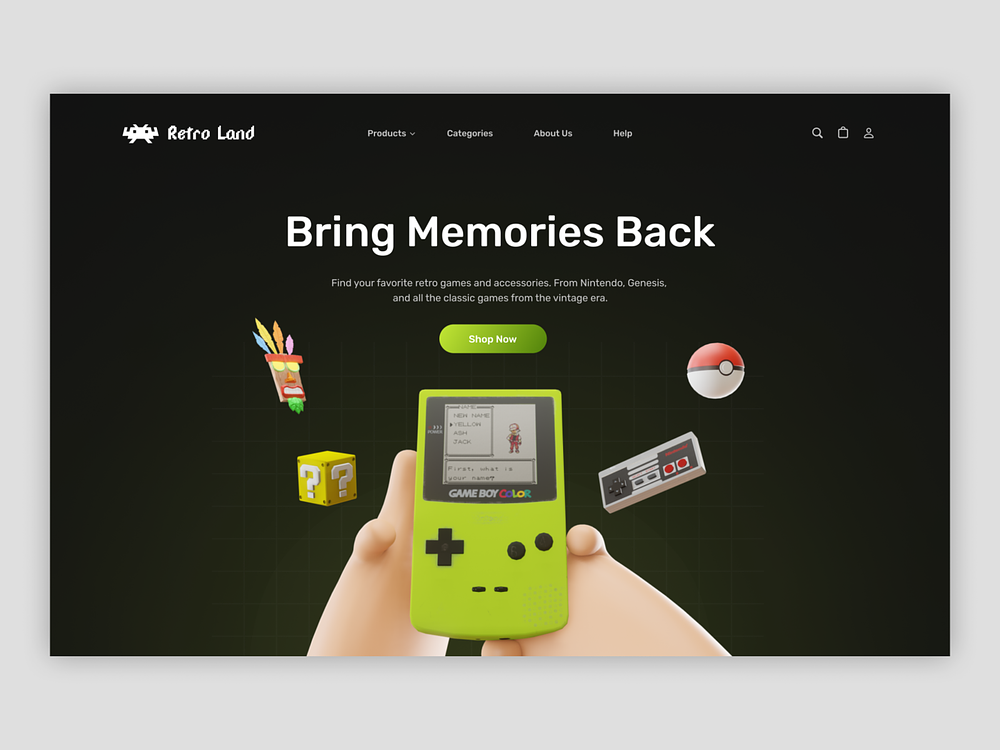 Retro Land
Products
Categories
About Us
Help
Bring Memories Back
Find your favorite retro games and accessories. From Nintendo, Genesis,
and all the classic games from the vintage era.
Shop Now
NAME
NEW NAME
YELLOW
ASH
JACK
POWER
First, what is
your name?
GAME BOY COLOR
? ?